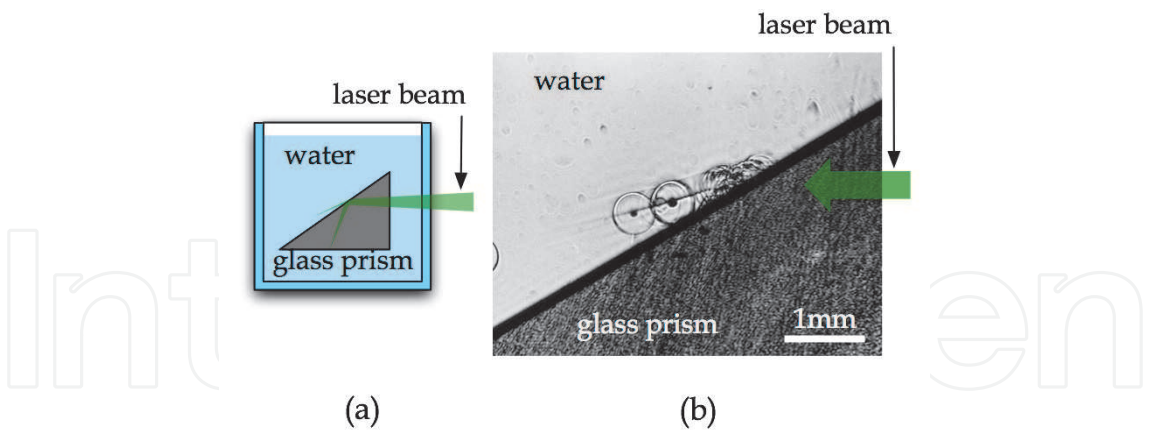 laser beam
water
glass prism
(a)
laser beam
water
glass prism
1mm
(b)